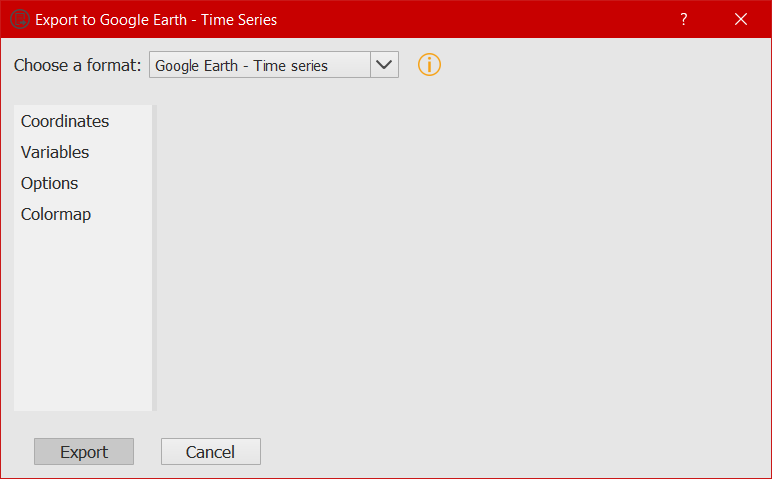 Export to Google Earth - Time Series
?
Choose a format: Google Earth - Time series
Coordinates
Variables
Options
Colormap
Export Cancel